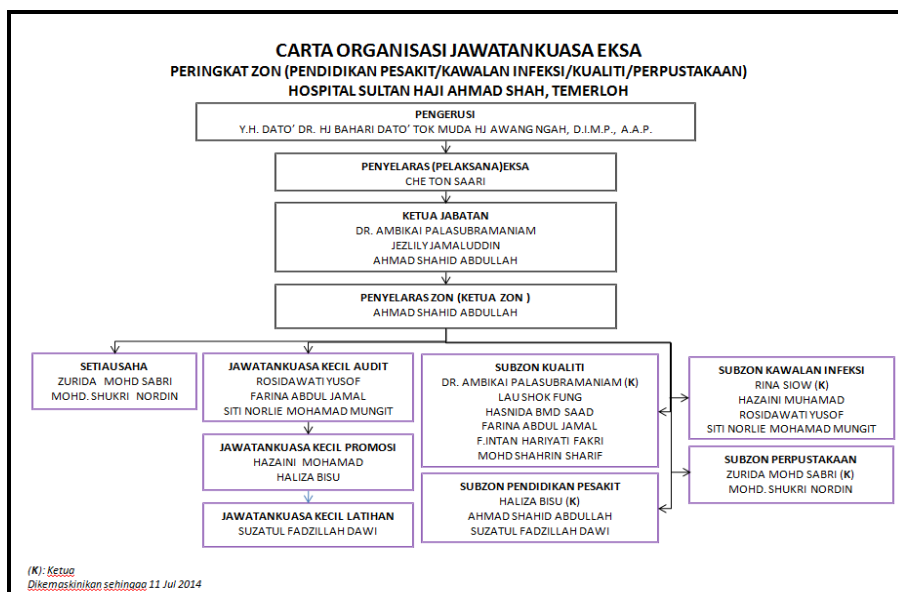 CARTA ORGANISASI JAWATANKUASA EKSA
PERINGKAT ZON (PENDIDIKAN PESAKIT/KAWALAN INFEKSI/KUALITI/PERPUSTAKAAN)
HOSPITAL SULTAN HAJI AHMAD SHAH, TEMERLOH
PENGERUSI
Y.H. DATO’ DR. HJ BAHARI DATO’ TOK MUDA HJ AWANG NGAH, D.I.M.P., A.A.P.
PENYELARAS (PELAKSANA)EKSA
CHE TON SAARI
KETUA JABATAN
DR. AMBIKAI PALASUBRAMANIAM
JEZLILY JAMALUDDIN
AHMAD SHAHID ABDULLAH
PENYELARAS ZON (KETUA ZON )
AHMAD SHAHID ABDULLAH
SETIAUSAHA
ZURIDA MOHD SABRI
MOHD. SHUKRI NORDIN
JAWATANKUASA KECIL AUDIT
ROSIDAWATI YUSOF
FARINA ABDUL JAMAL
SITI NORLIE MOHAMAD MUNGIT
JAWATANKUASA KECIL PROMOSI
HAZAINI MOHAMAD
HALIZA BISU
JAWATANKUASA KECIL LATIHAN
SUZATUL FADZILLAH DAWI
SUBZON KUALITI
DR. AMBIKAI PALASUBRAMANIAM (K)
LAU SHOK FUNG
HASNIDA BMD SAAD
FARINA ABDUL JAMAL
F.INTAN HARIYATI FAKRI
MOHD SHAHRIN SHARIF
SUBZON PENDIDIKAN PESAKIT
HALIZA BISU (K)
AHMAD SHAHID ABDULLAH
SUZATUL FADZILLAH DAWI
SUBZON KAWALAN INFEKSI
RINA SIOW (K)
HAZAINI MUHAMAD
ROSIDAWATI YUSOF
SITI NORLIE MOHAMAD MUNGIT
SUBZON PERPUSTAKAAN
ZURIDA MOHD SABRI (K)
MOHD. SHUKRI NORDIN
(K): Ketua
Dikemaskinikan sehingga 11 Jul 2014